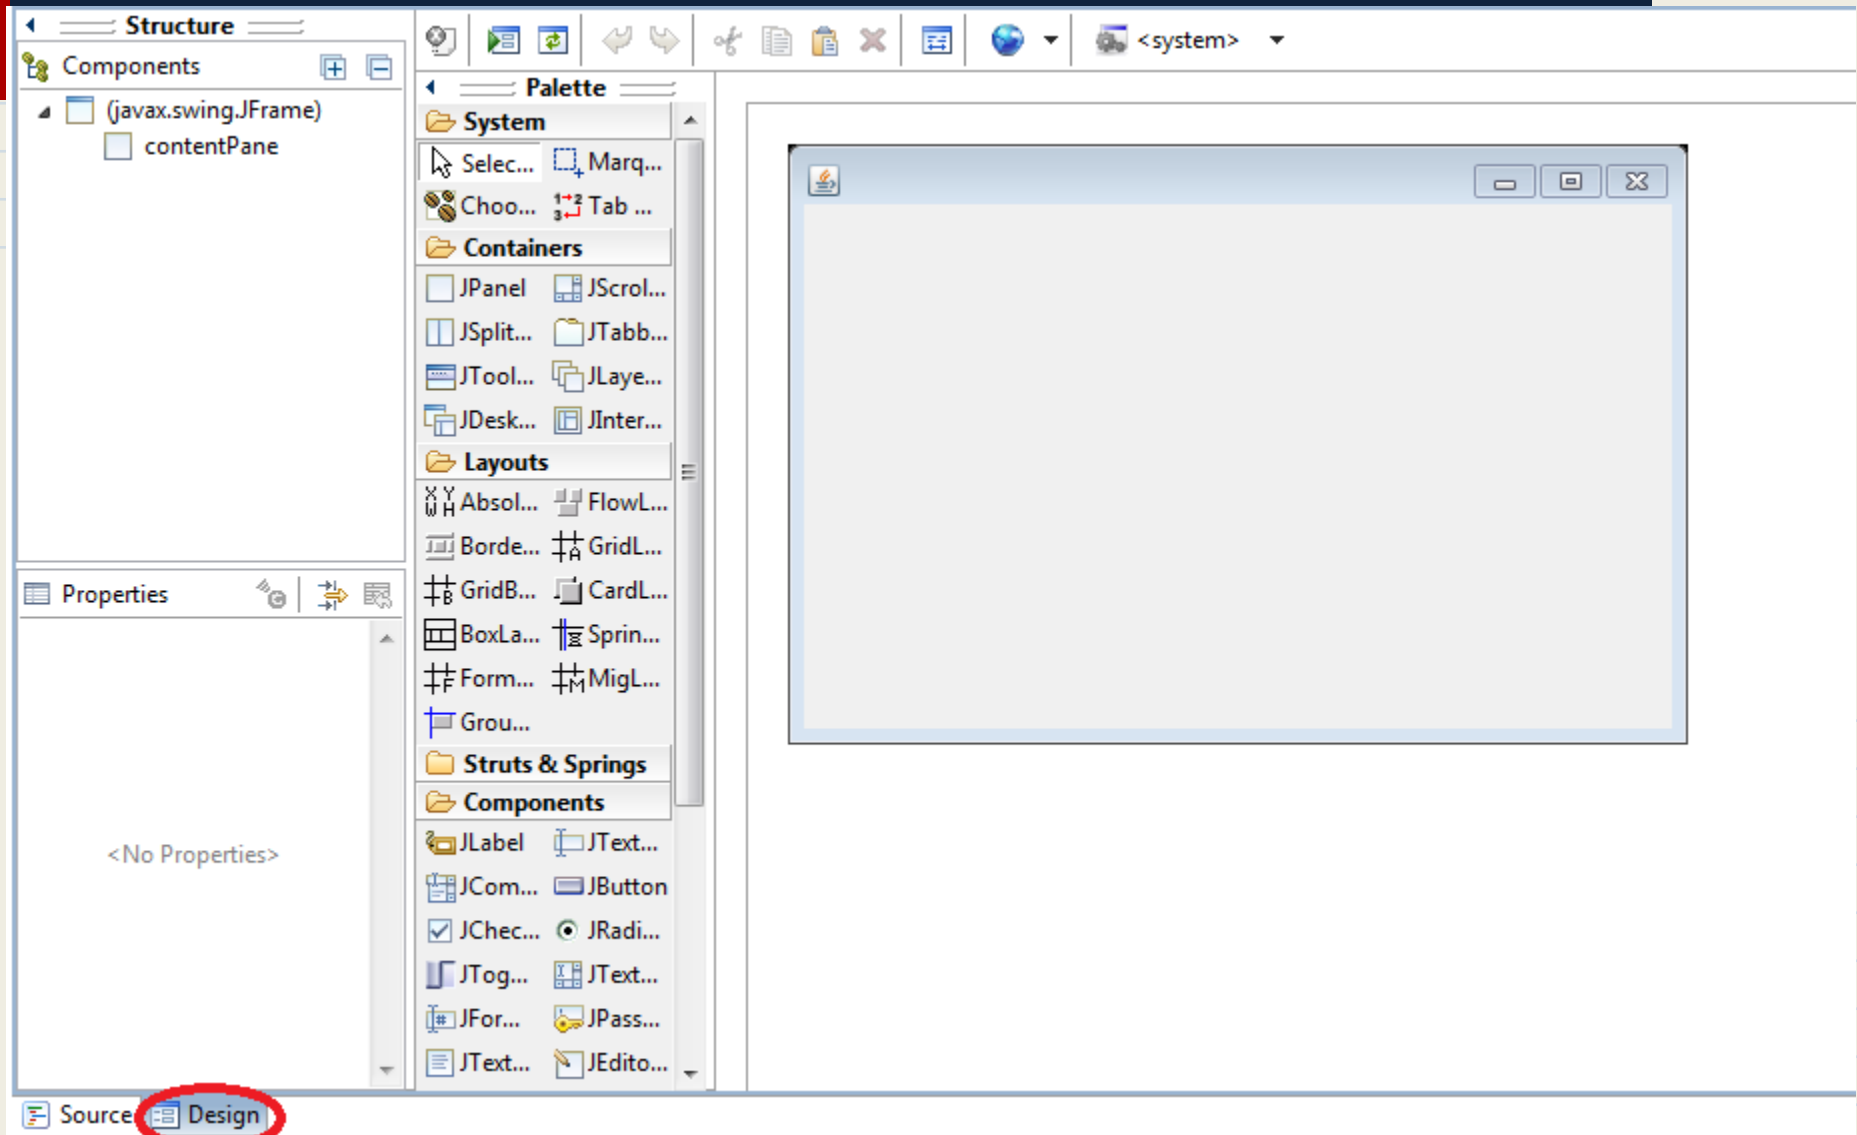 Structure
Components
(javax.swing.JFrame)
contentPane
Properties
<No Properties>
<system>
Palette
System
Selec... Marq...
Choo... Tab ...
Containers
JPanel JScrol...
JSplit... JTabb...
JTool... JLaye...
JDesk... JInter...
Layouts
Absol... FlowL...
Borde... GridL...
GridB... CardL...
BoxLa... Sprin...
Form... MigL...
Grou...
Struts & Springs
Components
JLabel JText...
JCom... JButton
JChec... JRadi...
JTog... JText...
JFor... JPass...
JText... JEdito...
Source Design